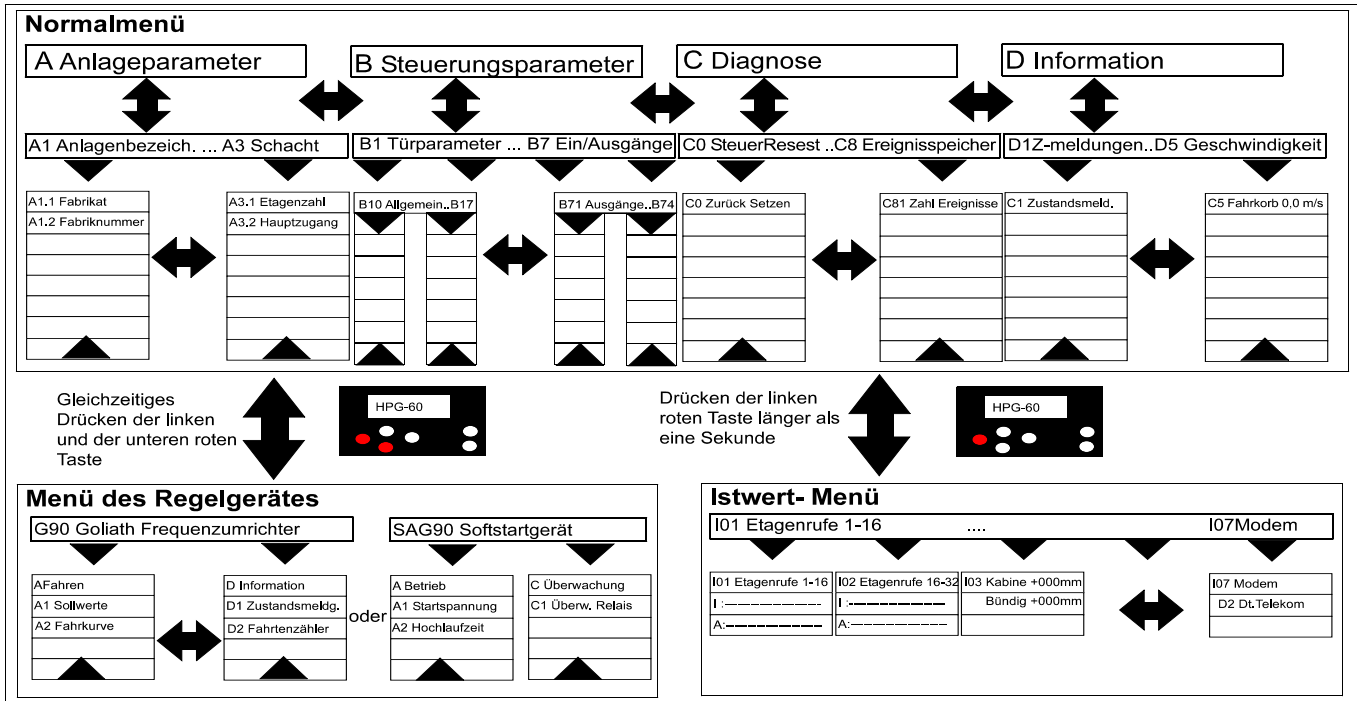 Normalmenü
A Anlageparameter
B Steuerungsparameter
C Diagnose
D Information
A1 Anlagenbezeich. ... A3 Schacht
B1 Türparameter ... B7 Ein/Ausgänge
C0 SteuerResest ..C8 Ereignisspeicher
D1Z-meldungen..D5 Geschwindigkeit
A1.1 Fabrikat
A1.2 Fabriknummer
A3.1 Etagenzahl
A3.2 Hauptzugang
B10 Allgemein..B17
B71 Ausgänge..B74
C0 Zurück Setzen
C81 Zahl Ereignisse
C1 Zustandsmeld.
C5 Fahrkorb 0,0 m/s
Gleichzeitiges
Drücken der linken
und der unteren roten
Taste
HPG-60
Drücken der linken
roten Taste länger als
eine Sekunde
HPG-60
Menü des Regelgerätes
G90 Goliath Frequenzumrichter
SAG90 Softstartgerät
AFahren
A1 Sollwerte
A2 Fahrkurve
D Information
D1 Zustandsmeldg.
D2 Fahrtenzähler
oder
A Betrieb
A1 Startspannung
A2 Hochlaufzeit
C Überwachung
C1 Überw. Relais
Istwert- Menü
I01 Etagenrufe 1-16 .... I07Modem
I01 Etagenrufe 1-16
I :----------
A:----------
I02 Etagenrufe 16-32
I :----------
A:----------
I03 Kabine +000mm
Bündig +000mm
I07 Modem
D2 Dt.Telekom